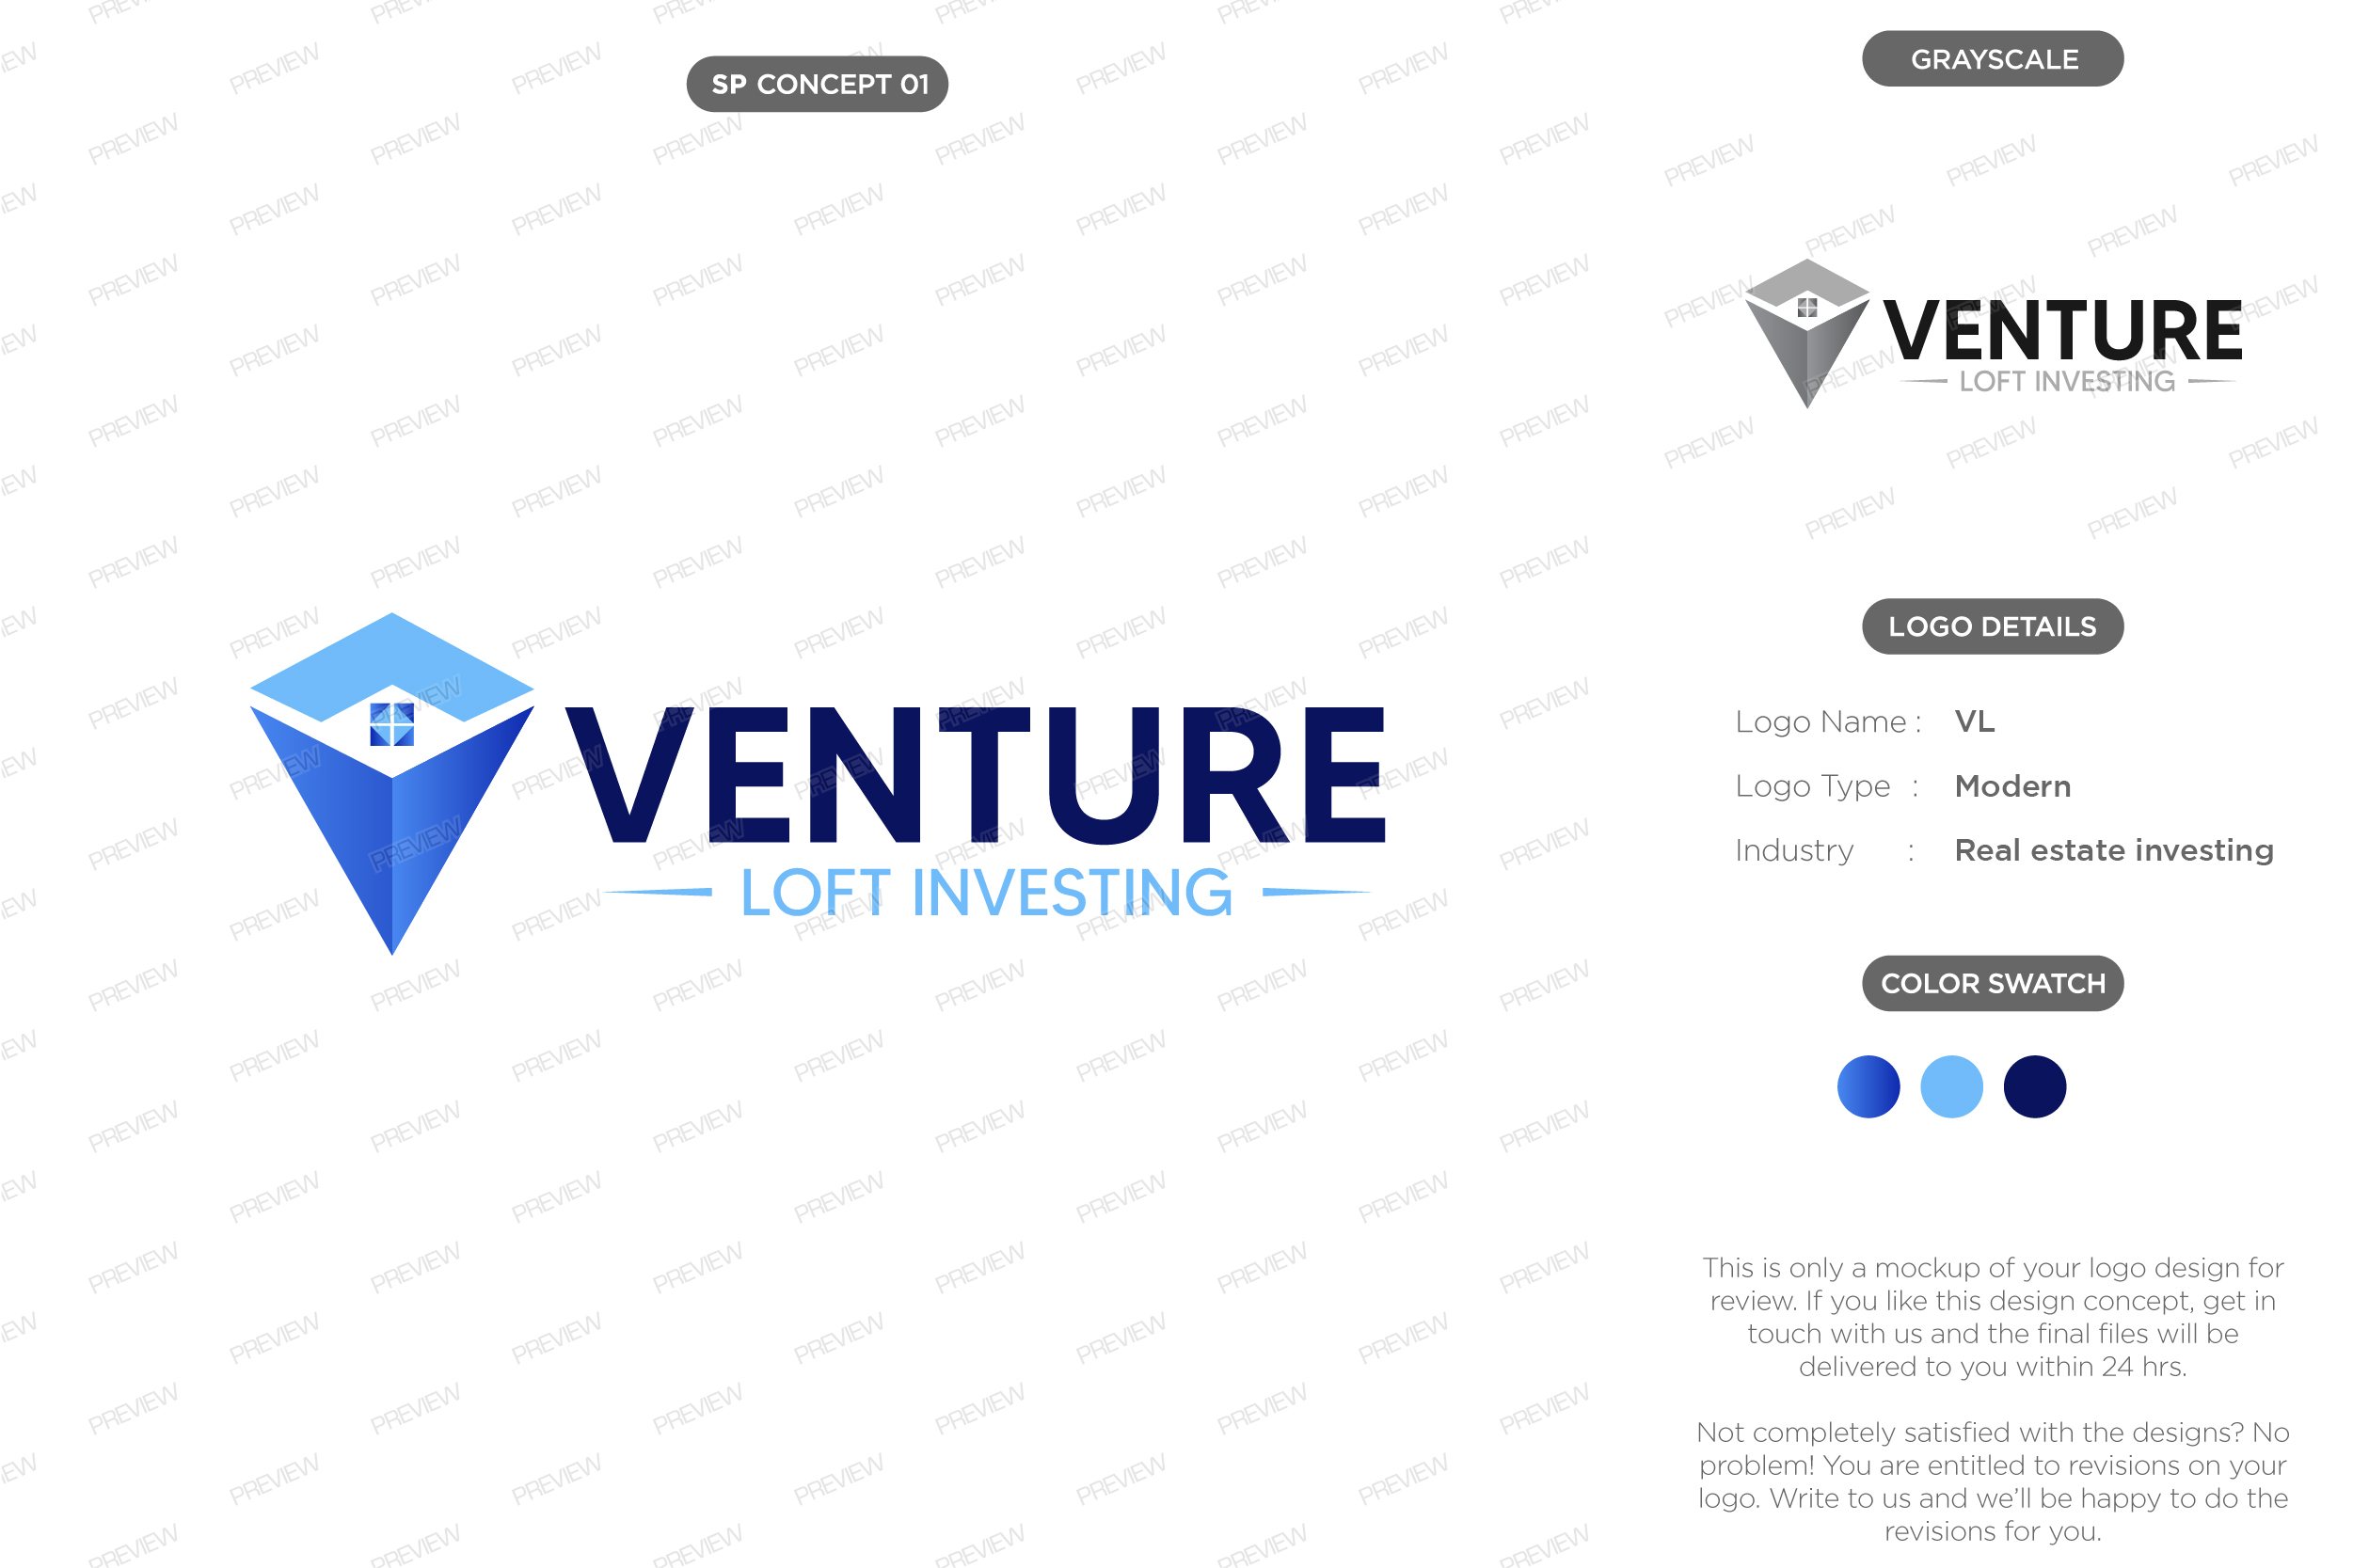 SP CONCEPT 01
VENTURE
LOFT INVESTING
GRAYSCALE
VENTURE
LOFT INVESTING
LOGO DETAILS
Logo Name : VL
Logo Type : Modern
Industry : Real estate investing
COLOR SWATCH
This is only a mockup of your logo design for
review. If you like this design concept, get in
touch with us and the final files will be
delivered to you within 24 hrs.
Not completely satisfied with the designs? No
problem! You are entitled to revisions on your
logo. Write to us and we'll be happy to do the
revisions for you.
PREVIEW